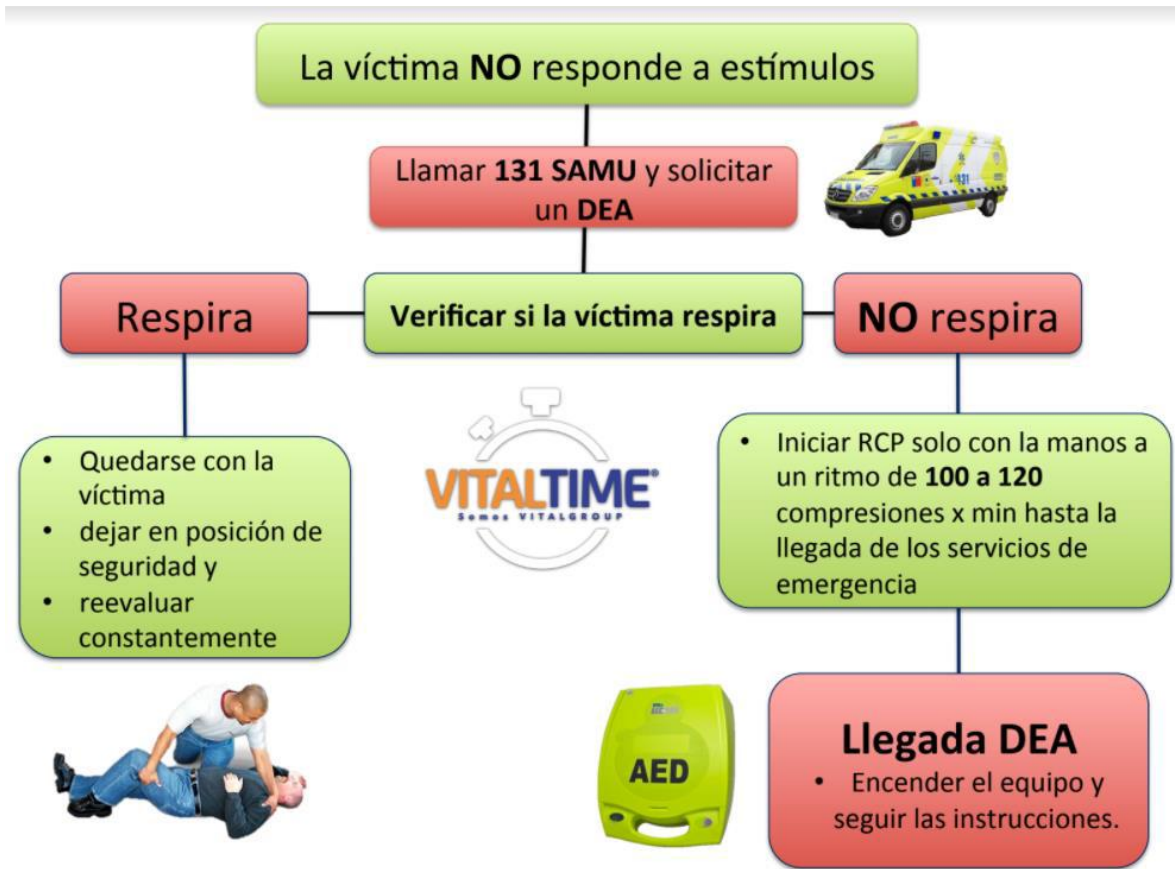 La víctima NO responde a estímulos
Llamar 131 SAMU y solicitar
un DEA
131
Respira
Verificar si la víctima respira
NO respira
• Quedarse con la
víctima
• dejar en posición de
seguridad y
• reevaluar
constantemente
VITALTIME®
Somos VITALGROUP
• Iniciar RCP solo con la manos a
un ritmo de 100 a 120
compresiones x min hasta la
llegada de los servicios de
emergencia
AED
Llegada DEA
• Encender el equipo y
seguir las instrucciones.